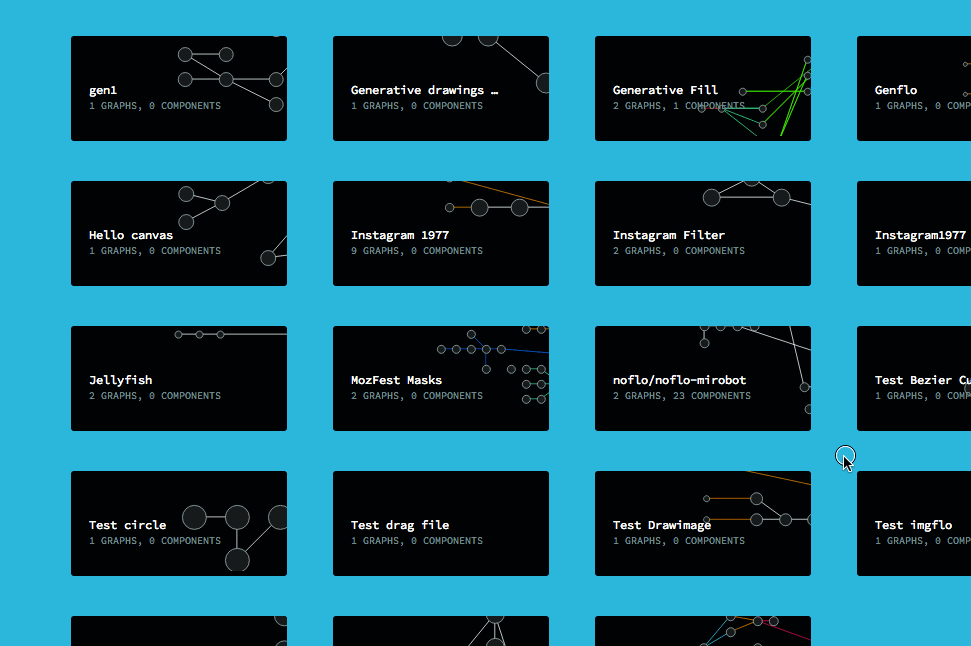 gen1
1 GRAPHS, 0 COMPONENTS
Generative drawings …
1 GRAPHS, 0 COMPONENTS
Generative Fill
2 GRAPHS, 1 COMPONENTS
Genflo
1 GRAPHS, 0 COMP
Hello canvas
1 GRAPHS, 0 COMPONENTS
Instagram 1977
9 GRAPHS, 0 COMPONENTS
Instagram Filter
2 GRAPHS, 0 COMPONENTS
Instagram1977
1 GRAPHS, 0 COMP
Jellyfish
2 GRAPHS, 0 COMPONENTS
MozFest Masks
2 GRAPHS, 0 COMPONENTS
noflo/noflo-mirobot
2 GRAPHS, 23 COMPONENTS
Test Bezier Cu
1 GRAPHS, 0 COMP
Test circle
1 GRAPHS, 0 COMPONENTS
Test drag file
1 GRAPHS, 0 COMPONENTS
Test Drawimage
1 GRAPHS, 0 COMPONENTS
Test imgflo
1 GRAPHS, 0 COMP